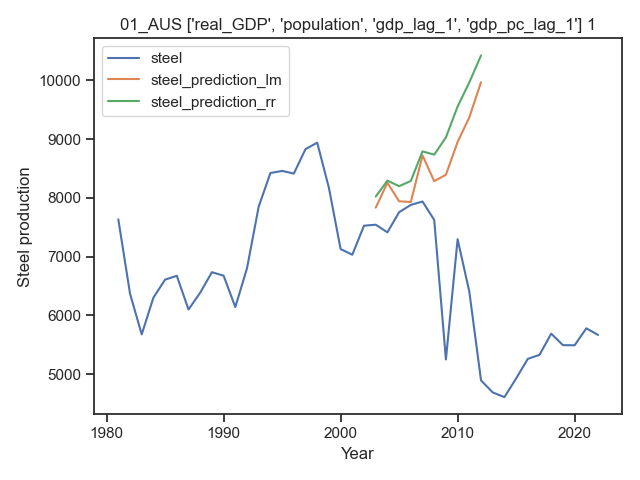 01_AUS ['real_GDP', 'population', 'gdp_lag_1', 'gdp_pc_lag_1'] 1
steel
steel_prediction_lm
steel_prediction_rr
Steel production
10000
9000
8000
7000
6000
5000
1980
1990
2000
2010
2020
Year